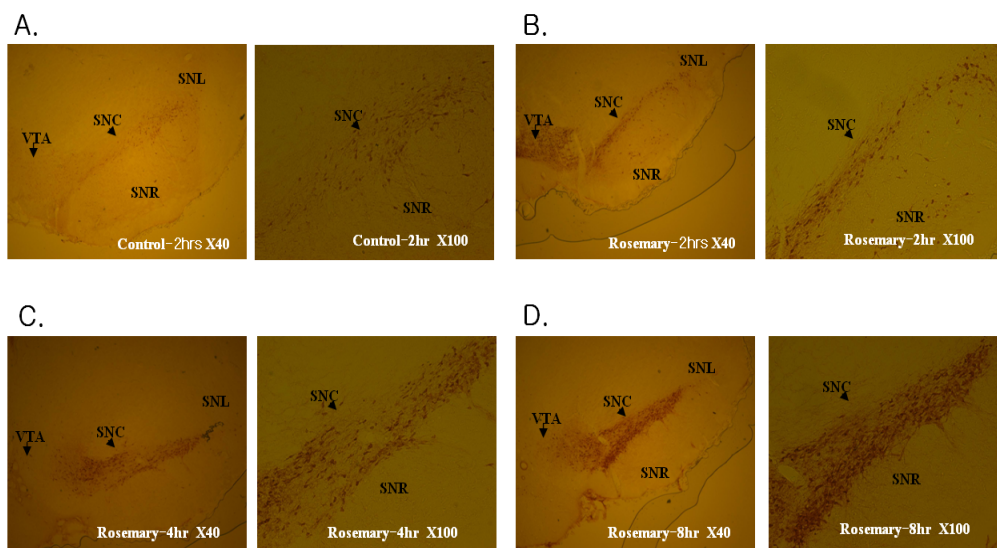 A.
SNL
SNC
VTA
SNR
Control-2hrs X40
SNC
SNR
Control-2hr X100
B.
SNL
SNC
VTA
SNR
Rosemary-2hrs X40
SNC
SNR
Rosemary-2hr X100
C.
SNL
SNC
VTA
Rosemary-4hr X40
SNC
SNR
Rosemary-4hr X100
D.
SNL
SNC
VTA
SNR
Rosemary-8hr X40
SNC
SNR
Rosemary-8hr X100